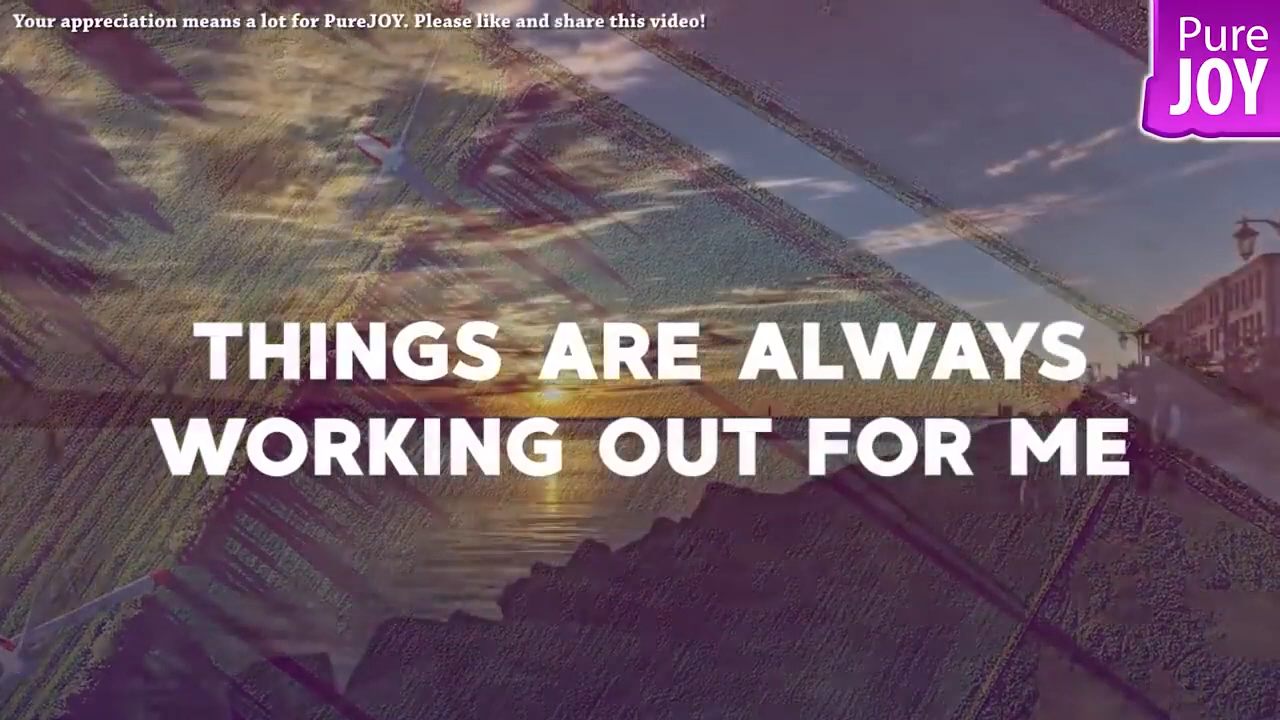 Your appreciation means a lot for PureJOY. Please like and share this video!
Pure
JOY
THINGS ARE ALWAYS
WORKING OUT FOR ME